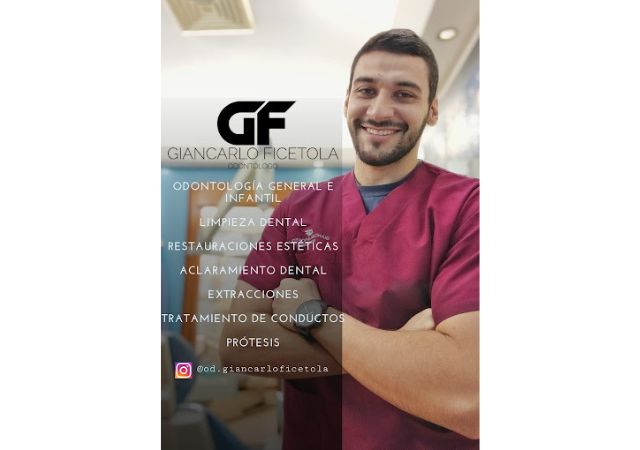 GF
GIANCARLO FICETOLA
ODONTÓLOGO
ODONTOLOGÍA GENERAL E
INFANTIL
LIMPIEZA DENTAL
RESTAURACIONES ESTÉTICAS
ACLARAMIENTO DENTAL
EXTRACCIONES
TRATAMIENTO DE CONDUCTOS
PRÓTESIS
@od.giancarloficetola